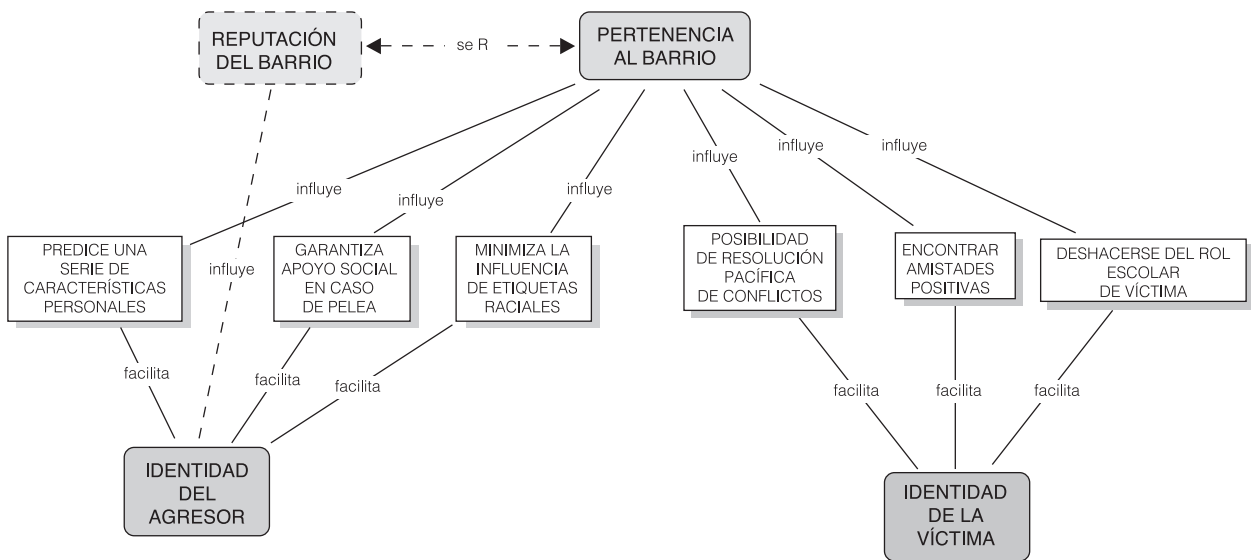 REPUTACIÓN
DEL BARRIO
se R
PERTENENCIA
AL BARRIO
influye
influye
influye
influye
influye
influye
influye
PREDICE UNA
SERIE DE
CARACTERÍSTICAS
PERSONALES
GARANTIZA
APOYO SOCIAL
EN CASO
DE PELEA
MINIMIZA LA
INFLUENCIA
DE ETIQUETAS
RACIALES
POSIBILIDAD
DE RESOLUCIÓN
PACÍFICA
DE CONFLICTOS
ENCONTRAR
AMISTADES
POSITIVAS
DESHACERSE DEL ROL
ESCOLAR
DE VÍCTIMA
facilita
facilita
facilita
facilita
facilita
facilita
IDENTIDAD
DEL
AGRESOR
IDENTIDAD
DE LA
VÍCTIMA